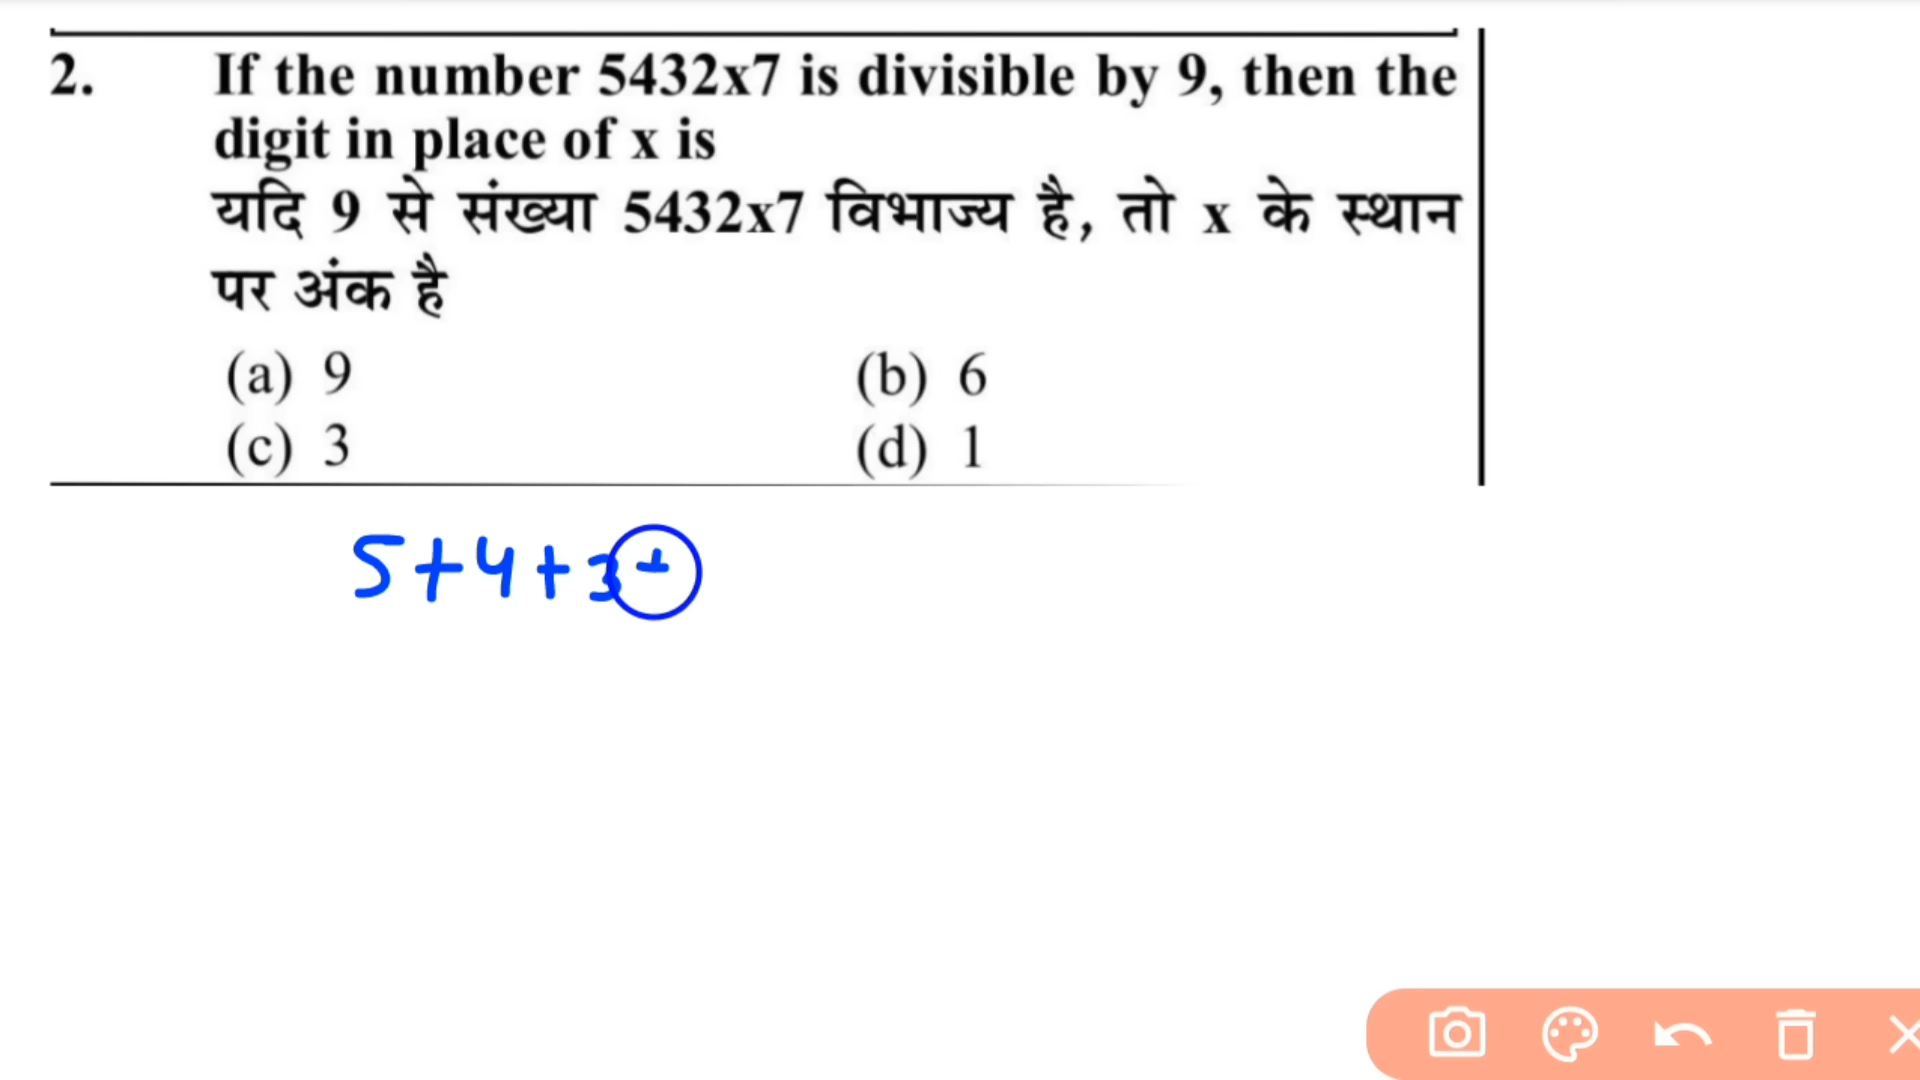 2. If the number 5432x7 is divisible by 9, then the
digit in place of x is
यदि 9 से संख्या 5432x7 विभाज्य है, तो x के स्थान
पर अंक है
(a) 9 (b) 6
(c) 3 (d) 1
5+4+3+